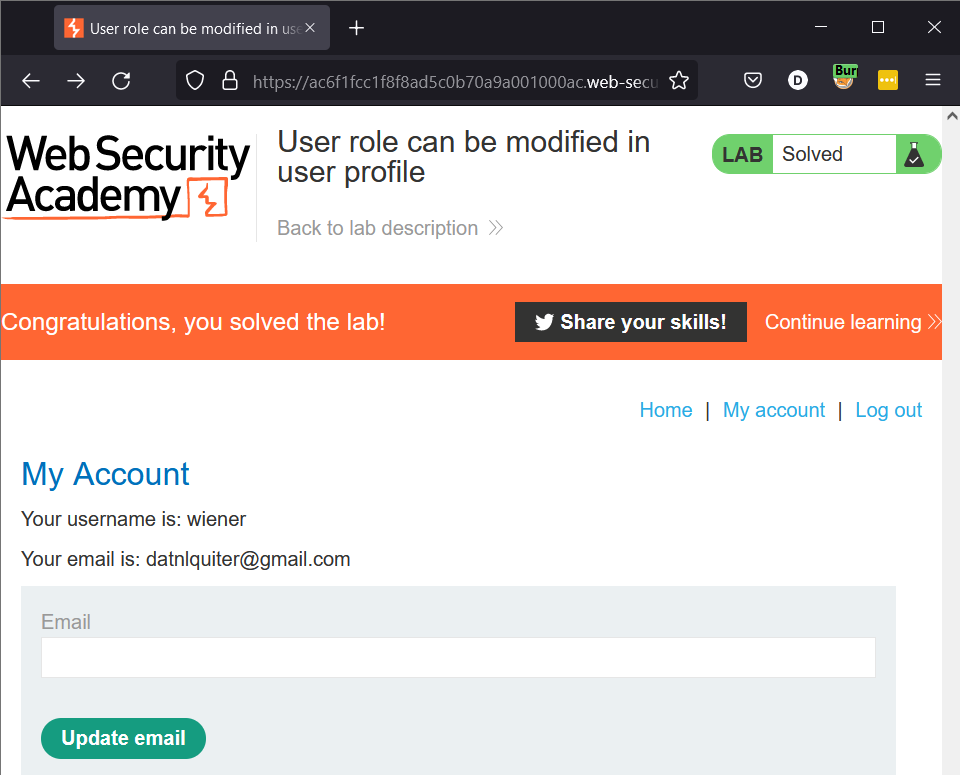 User role can be modified in use
https://ac6f1fcc1f8f8ad5c0b70a9a001000ac.web-secu
D
Bur
Web Security
Academy
User role can be modified in
user profile
Back to lab description
LAB Solved
Congratulations, you solved the lab!
Share your skills!
Continue learning
Home | My account | Log out
My Account
Your username is: wiener
Your email is: datnlquiter@gmail.com
Email
Update email